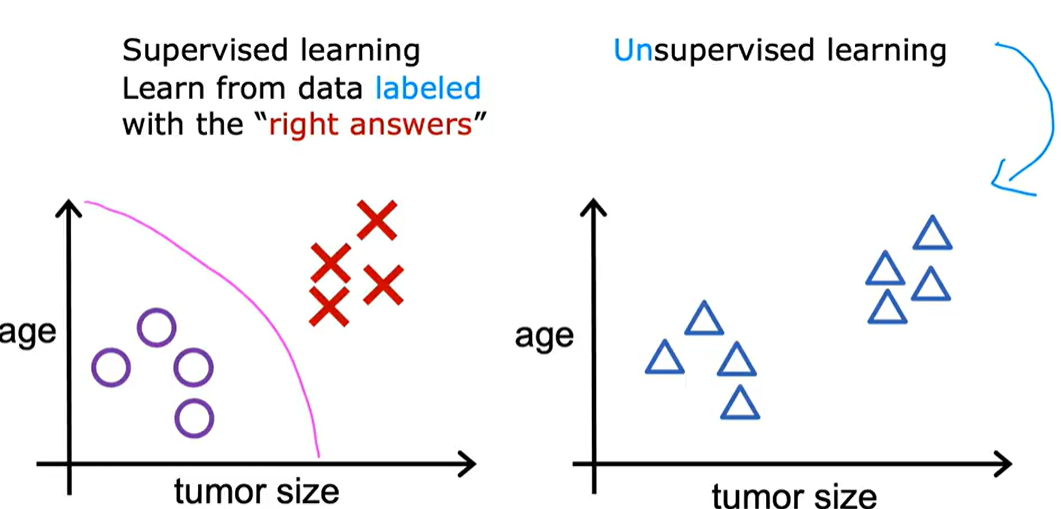 Supervised learning
Learn from data labeled
with the “right answers”
age
tumor size
Unsupervised learning
age
tumor size